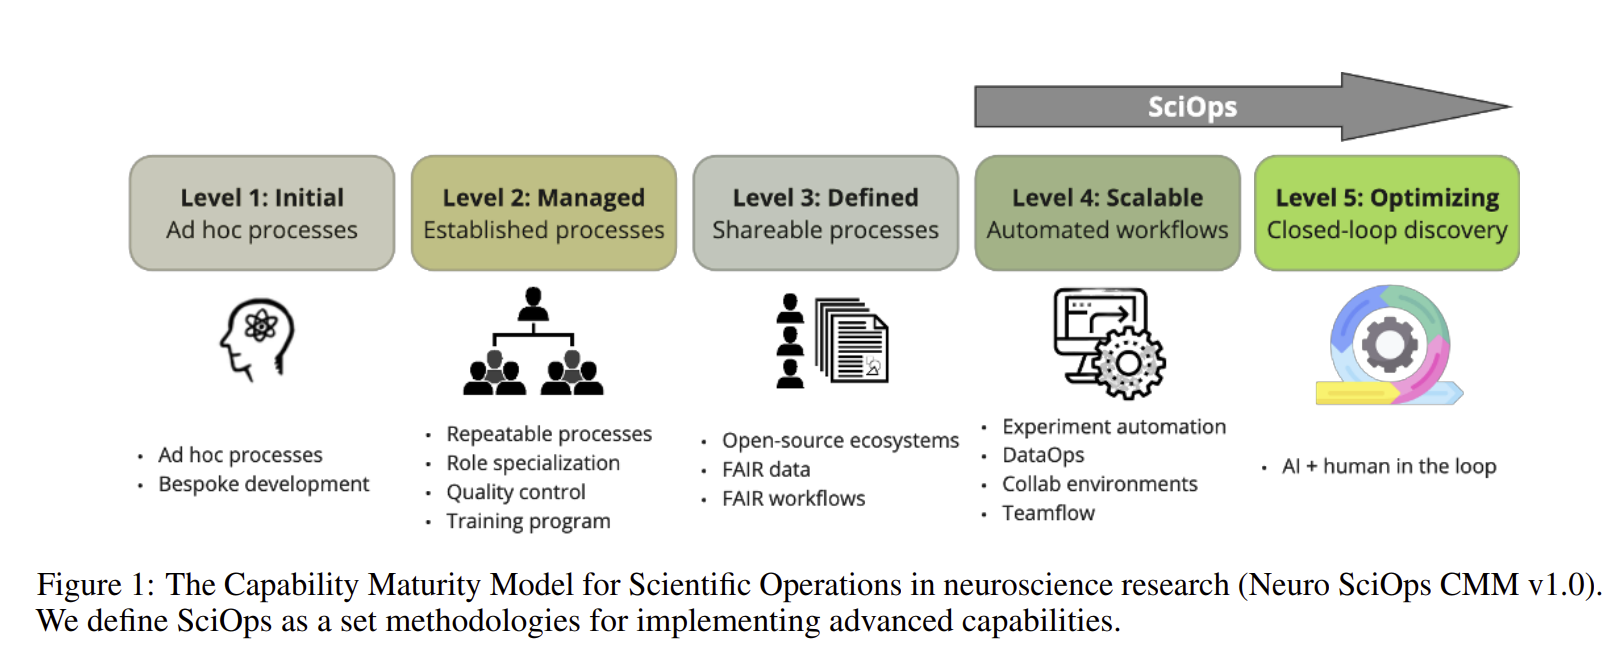 SciOps
Level 1: Initial
Ad hoc processes
Level 2: Managed
Established processes
Level 3: Defined
Shareable processes
Level 4: Scalable
Automated workflows
Level 5: Optimizing
Closed-loop discovery
• Ad hoc processes
• Bespoke development
• Repeatable processes
• Role specialization
• Quality control
• Training program
• Open-source ecosystems
• FAIR data
• FAIR workflows
• Experiment automation
• DataOps
• Collab environments
• Teamflow
• AI + human in the loop
Figure 1: The Capability Maturity Model for Scientific Operations in neuroscience research (Neuro SciOps CMM v1.0).
We define SciOps as a set methodologies for implementing advanced capabilities.